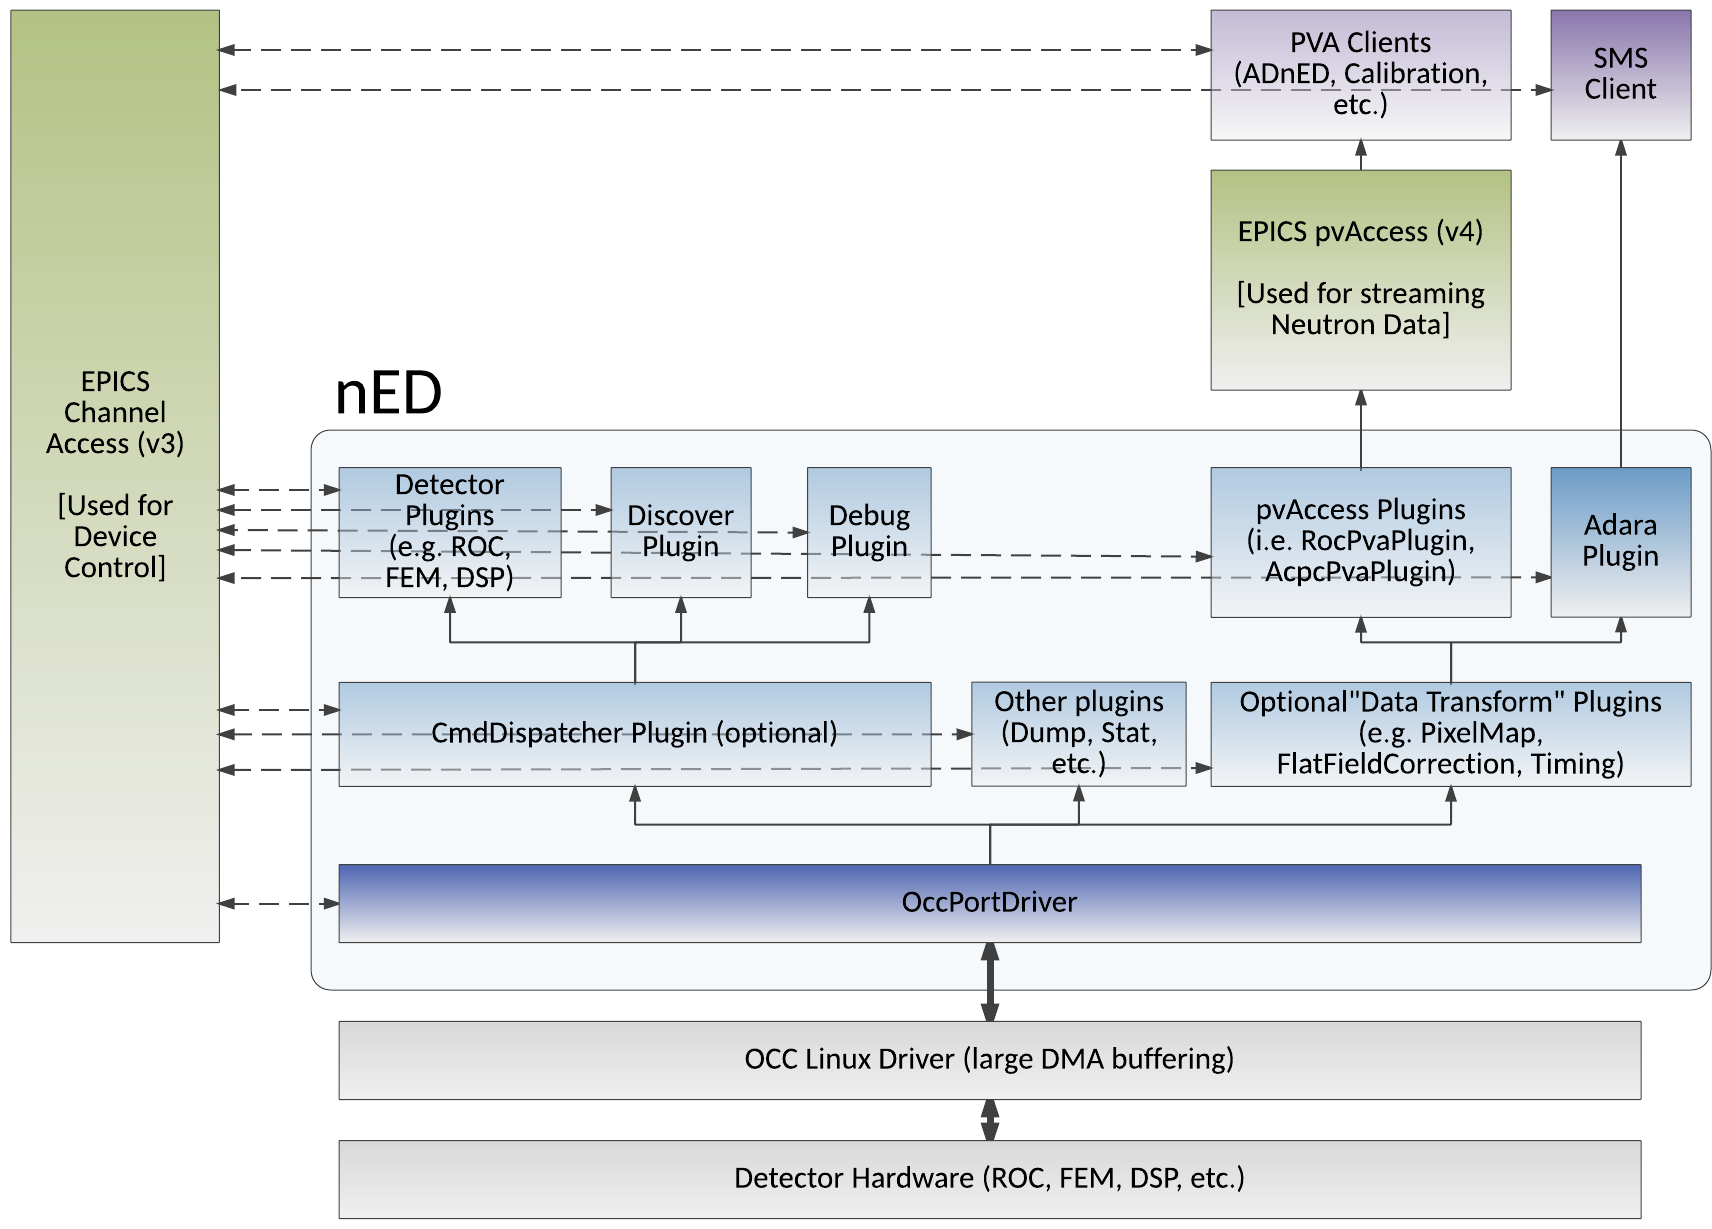 PVA Clients
(ADnED, Calibration,
etc.)
SMS
Client
EPICS pvAccess (v4)
[Used for streaming
Neutron Data]
EPICS
Channel
Access (v3)
[Used for
Device
Control]
nED
Detector
Plugins
(e.g. ROC,
FEM, DSP)
Discover
Plugin
Debug
Plugin
pvAccess Plugins
(i.e. RocPvaPlugin,
AcpcPvaPlugin)
Adara
Plugin
CmdDispatcher Plugin (optional)
Other plugins
(Dump, Stat,
etc.)
Optional"Data Transform" Plugins
(e.g. PixelMap,
FlatFieldCorrection, Timing)
OccPortDriver
OCC Linux Driver (large DMA buffering)
Detector Hardware (ROC, FEM, DSP, etc.)